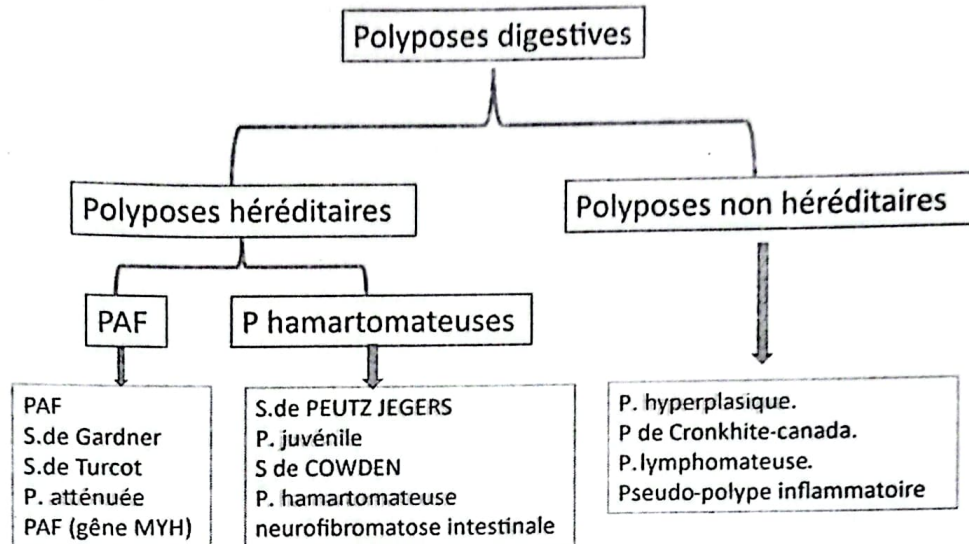 Polyposes digestives
Polyposes héréditaires
Polyposes non héréditaires
PAF
P hamartomateuses
PAF
S.de Gardner
S.de Turcot
P. atténuée
PAF (gêne MYH)
S.de PEUTZ JEGERS
P. juvénile
S de COWDEN
P. hamartomateuse
neurofibromatose intestinale
P. hyperplasique.
P de Cronkhite-canada.
P.lymphomateuse.
Pseudo-polype inflammatoire